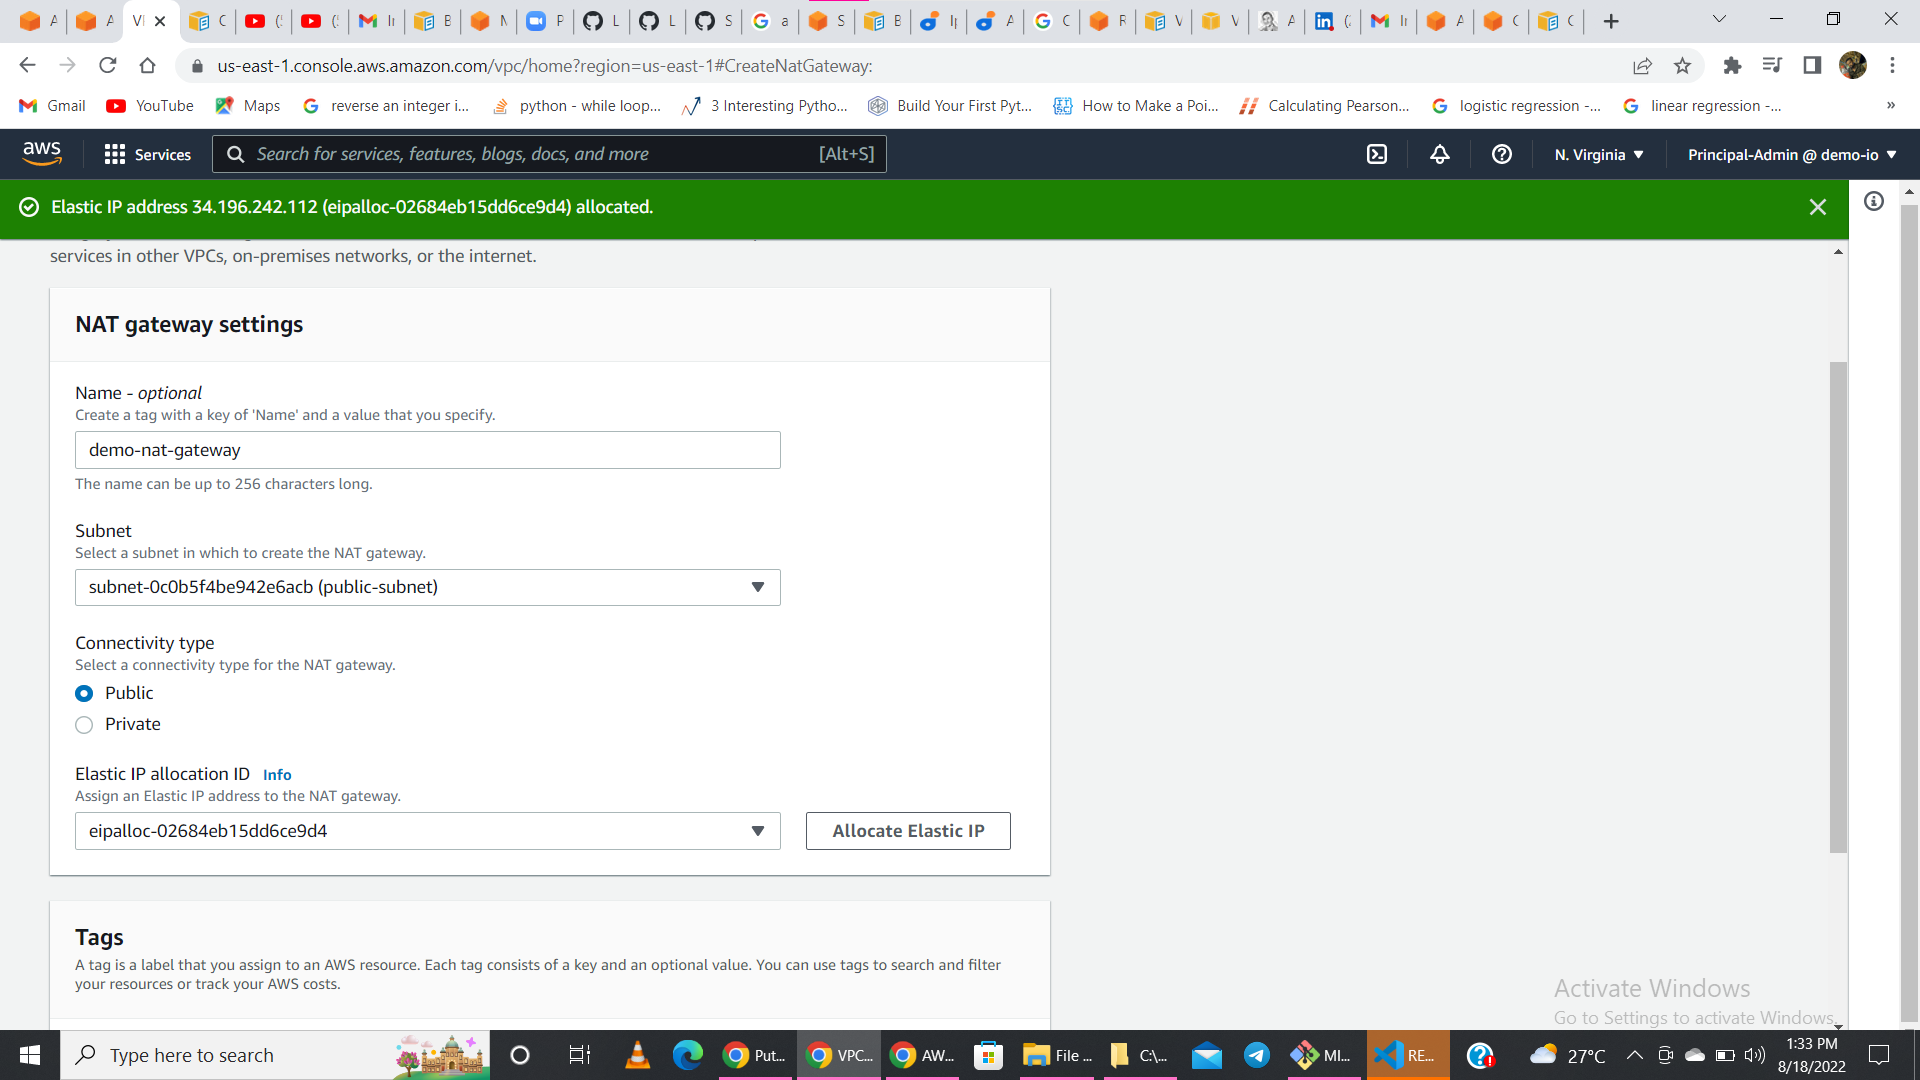 A
A
VI
C
(5
(5
In
B
N
P
L
L
S
a
S
B
Ip
A
C
R
V
V
A
(2
In
A
C
C
us-east-1.console.aws.amazon.com/vpc/home?region=us-east-1#CreateNatGateway:
Gmail
YouTube
Maps
reverse an integer i...
python - while loop...
3 Interesting Pytho...
Build Your First Pyt...
How to Make a Poi...
Calculating Pearson...
logistic regression -...
linear regression -...
»
aws
Services
Search for services, features, blogs, docs, and more
[Alt+S]
N. Virginia
Principal-Admin @ demo-io
Elastic IP address 34.196.242.112 (eipalloc-02684eb15dd6ce9d4) allocated.
services in other VPCs, on-premises networks, or the internet.
NAT gateway settings
Name - optional
Create a tag with a key of 'Name' and a value that you specify.
demo-nat-gateway
The name can be up to 256 characters long.
Subnet
Select a subnet in which to create the NAT gateway.
subnet-0c0b5f4be942e6acb (public-subnet)
Connectivity type
Select a connectivity type for the NAT gateway.
Public
Private
Elastic IP allocation ID Info
Assign an Elastic IP address to the NAT gateway.
eipalloc-02684eb15dd6ce9d4
Allocate Elastic IP
Tags
A tag is a label that you assign to an AWS resource. Each tag consists of a key and an optional value. You can use tags to search and filter
your resources or track your AWS costs.
Activate Windows
Go to Settings to activate Windows.
Type here to search
Put...
VPC...
AW...
File ...
C:\...
MI...
RE...
27°C
1:33 PM
8/18/2022